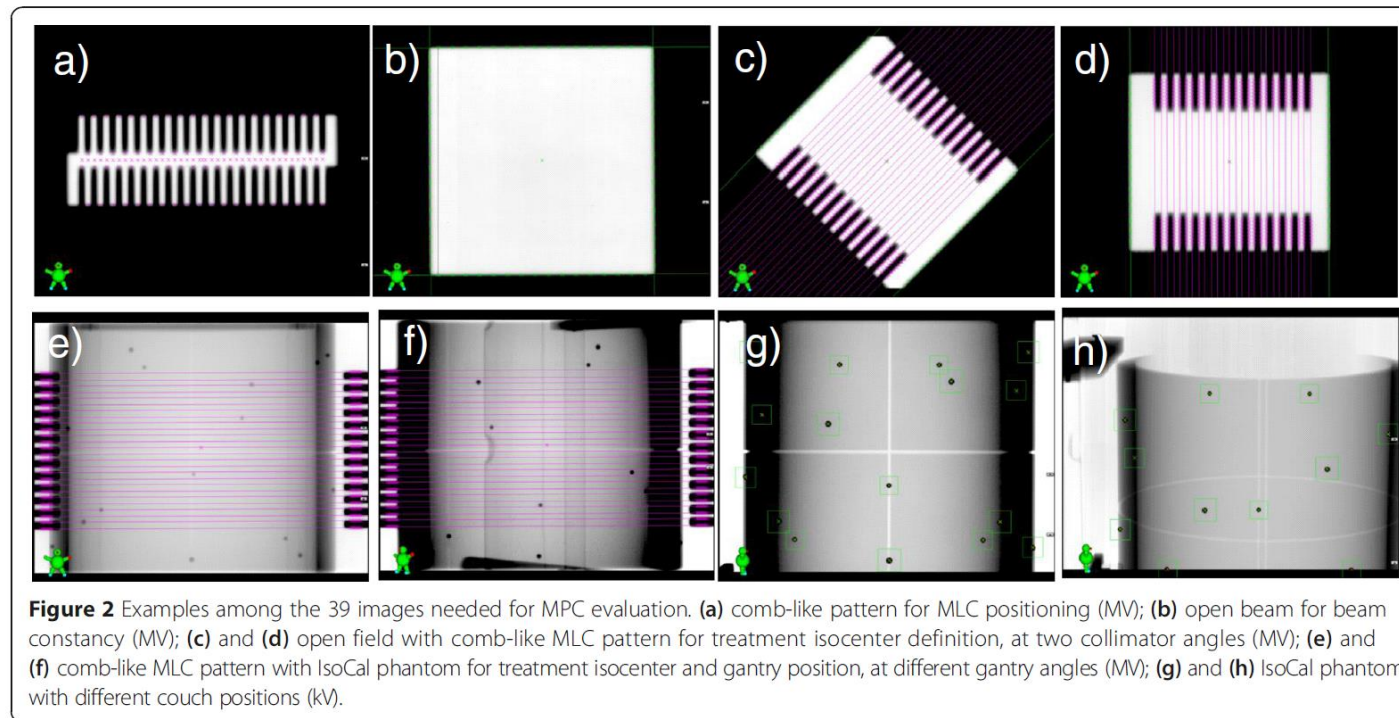 a)
b)
c)
d)
e)
f)
g)
h)
Figure 2 Examples among the 39 images needed for MPC evaluation. (a) comb-like pattern for MLC positioning (MV); (b) open beam for beam
constancy (MV); (c) and (d) open field with comb-like MLC pattern for treatment isocenter definition, at two collimator angles (MV); (e) and
(f) comb-like MLC pattern with IsoCal phantom for treatment isocenter and gantry position, at different gantry angles (MV); (g) and (h) IsoCal phantom
with different couch positions (kV).